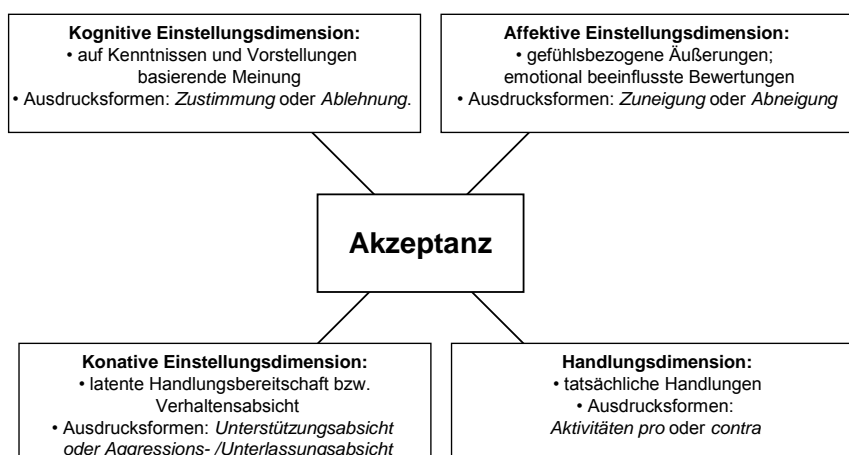 Kognitive Einstellungsdimension:
• auf Kenntnissen und Vorstellungen
basierende Meinung
• Ausdrucksformen: Zustimmung oder Ablehnung.
Affektive Einstellungsdimension:
• gefühlsbezogene Äußerungen;
emotional beeinflusste Bewertungen
• Ausdrucksformen: Zuneigung oder Abneigung
Akzeptanz
Konative Einstellungsdimension:
• latente Handlungsbereitschaft bzw.
Verhaltensabsicht
• Ausdrucksformen: Unterstützungsabsicht
oder Aggressions- /Unterlassungsabsicht
Handlungsdimension:
• tatsächliche Handlungen
• Ausdrucksformen:
Aktivitäten pro oder contra